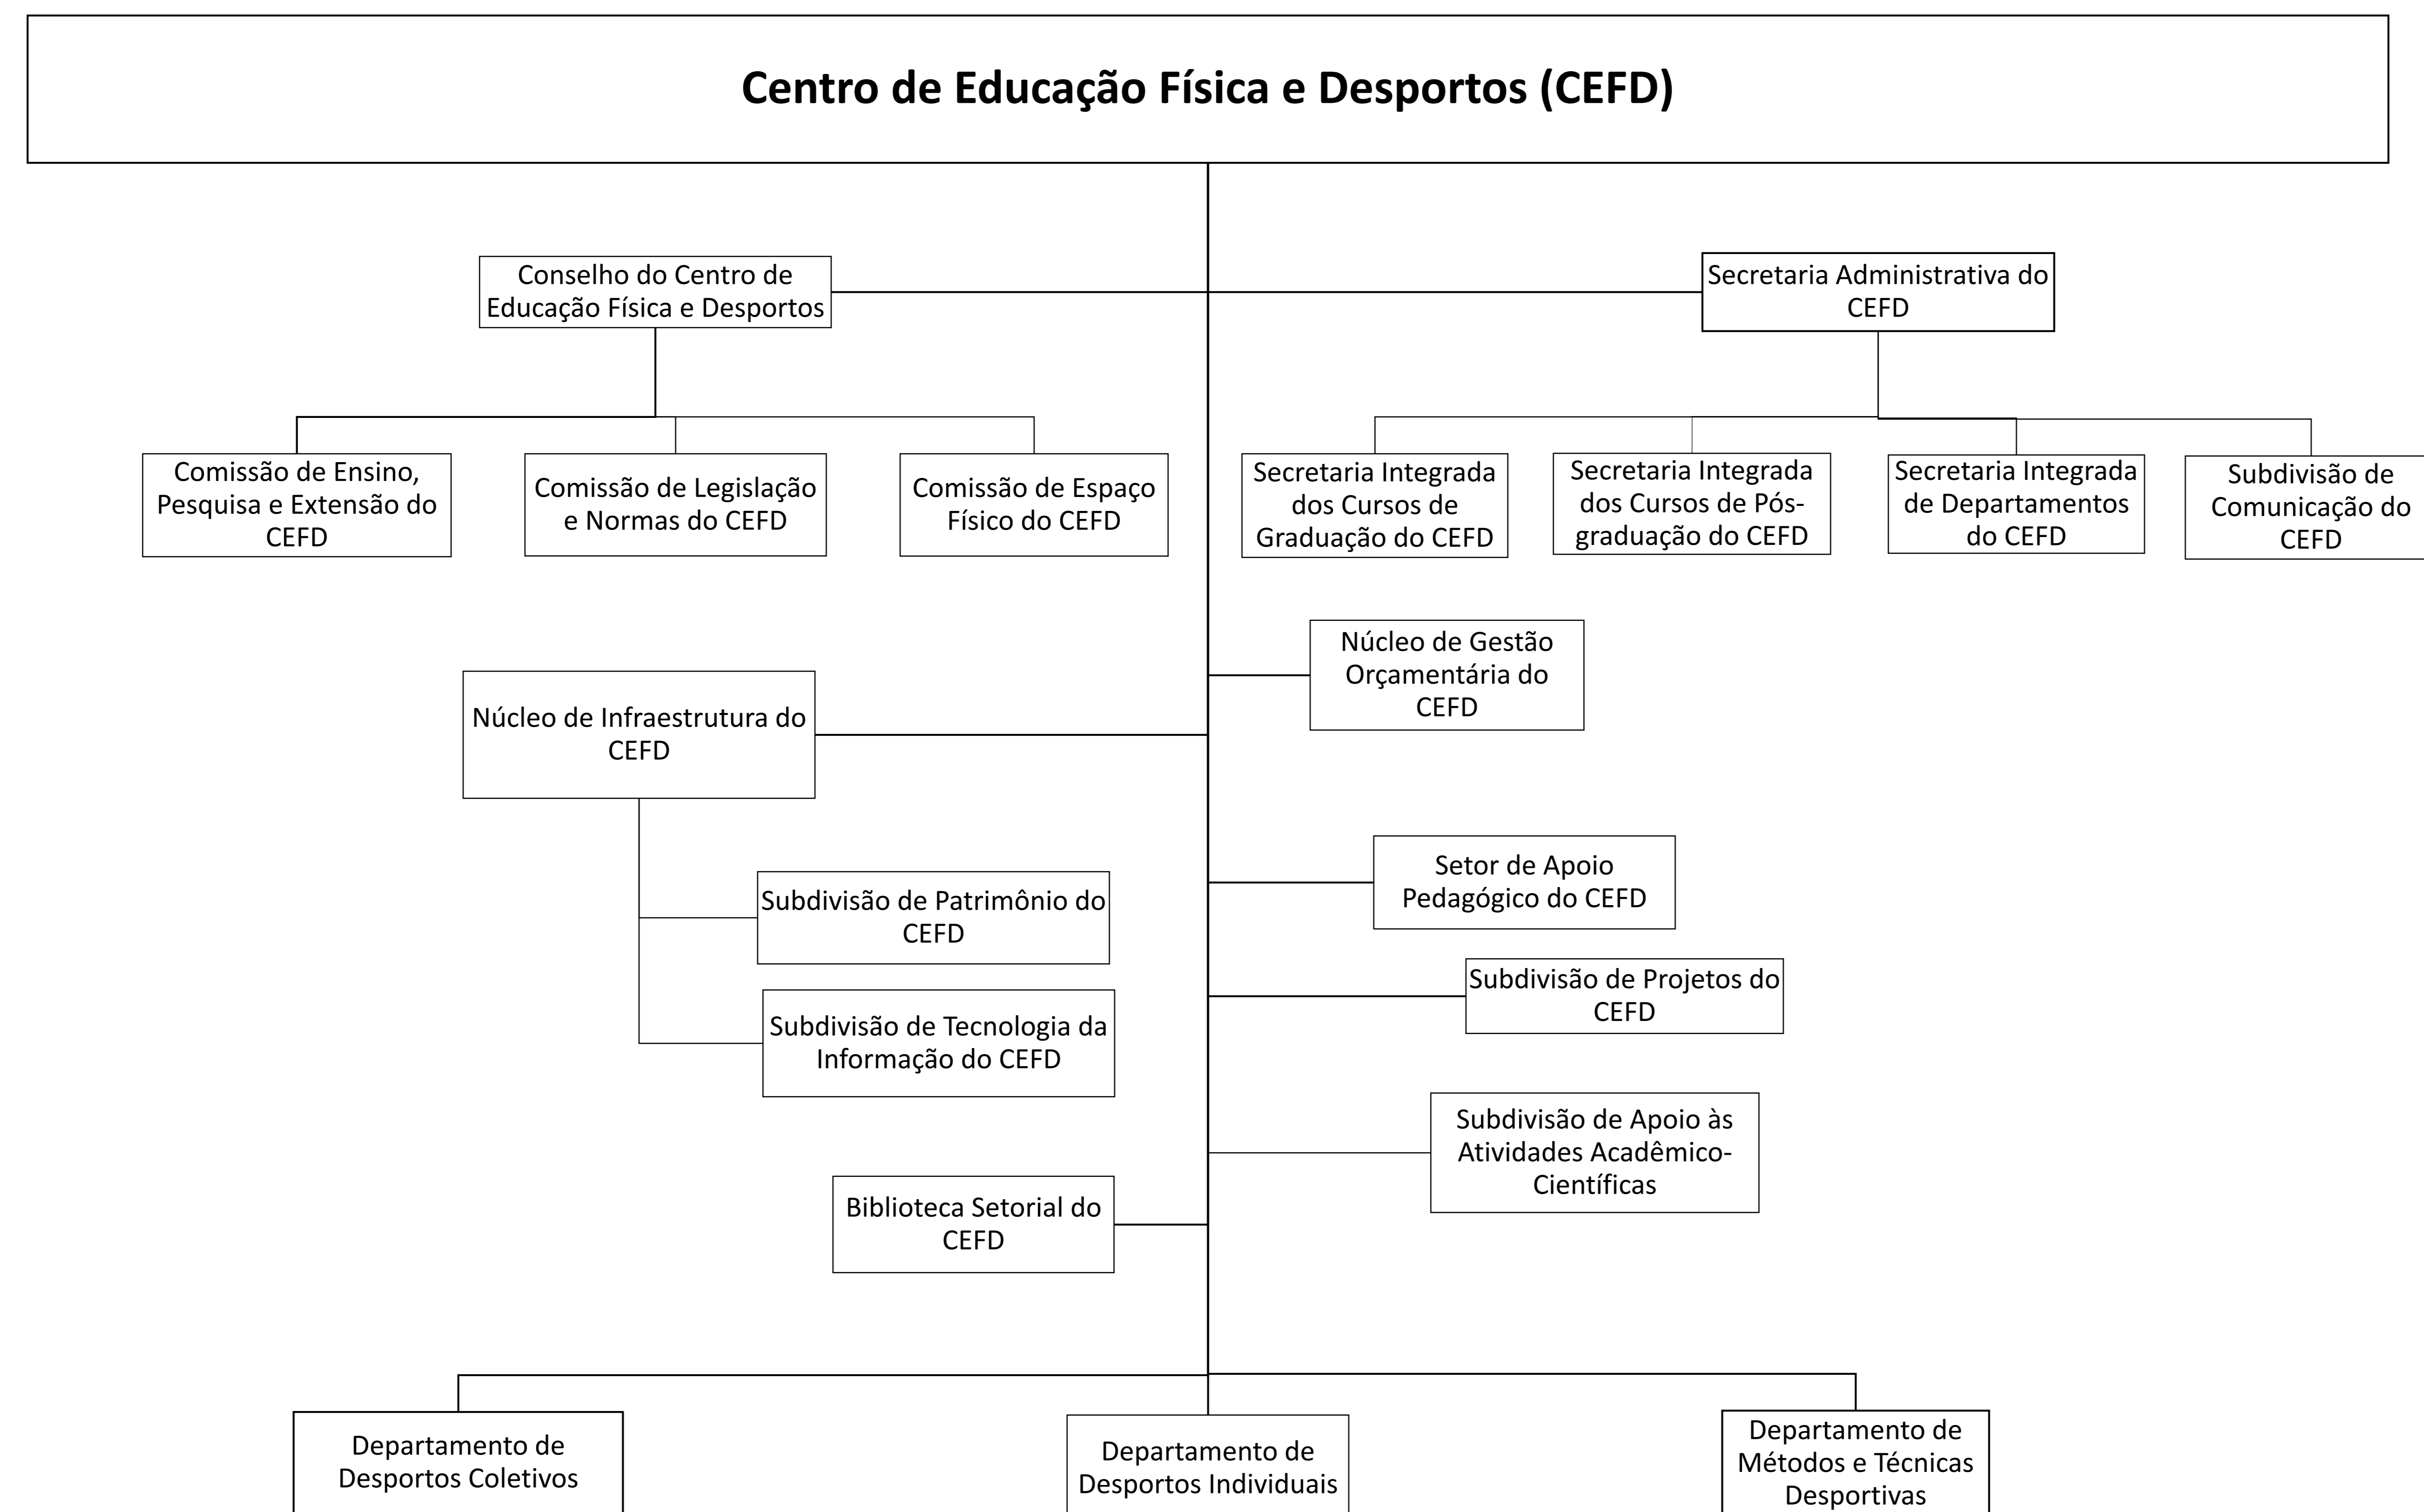 Centro de Educação Física e Desportos (CEFD)
Conselho do Centro de
Educação Física e Desportos
Secretaria Administrativa do
CEFD
Comissão de Ensino,
Pesquisa e Extensão do
CEFD
Comissão de Legislação
e Normas do CEFD
Comissão de Espaço
Físico do CEFD
Secretaria Integrada
dos Cursos de
Graduação do CEFD
Secretaria Integrada
dos Cursos de Pós-
graduação do CEFD
Secretaria Integrada
de Departamentos
do CEFD
Subdivisão de
Comunicação do
CEFD
Núcleo de Gestão
Orçamentária do
CEFD
Núcleo de Infraestrutura do
CEFD
Setor de Apoio
Pedagógico do CEFD
Subdivisão de Patrimônio do
CEFD
Subdivisão de Projetos do
CEFD
Subdivisão de Tecnologia da
Informação do CEFD
Subdivisão de Apoio às
Atividades Acadêmico-
Científicas
Biblioteca Setorial do
CEFD
Departamento de
Desportos Coletivos
Departamento de
Desportos Individuais
Departamento de
Métodos e Técnicas
Desportivas